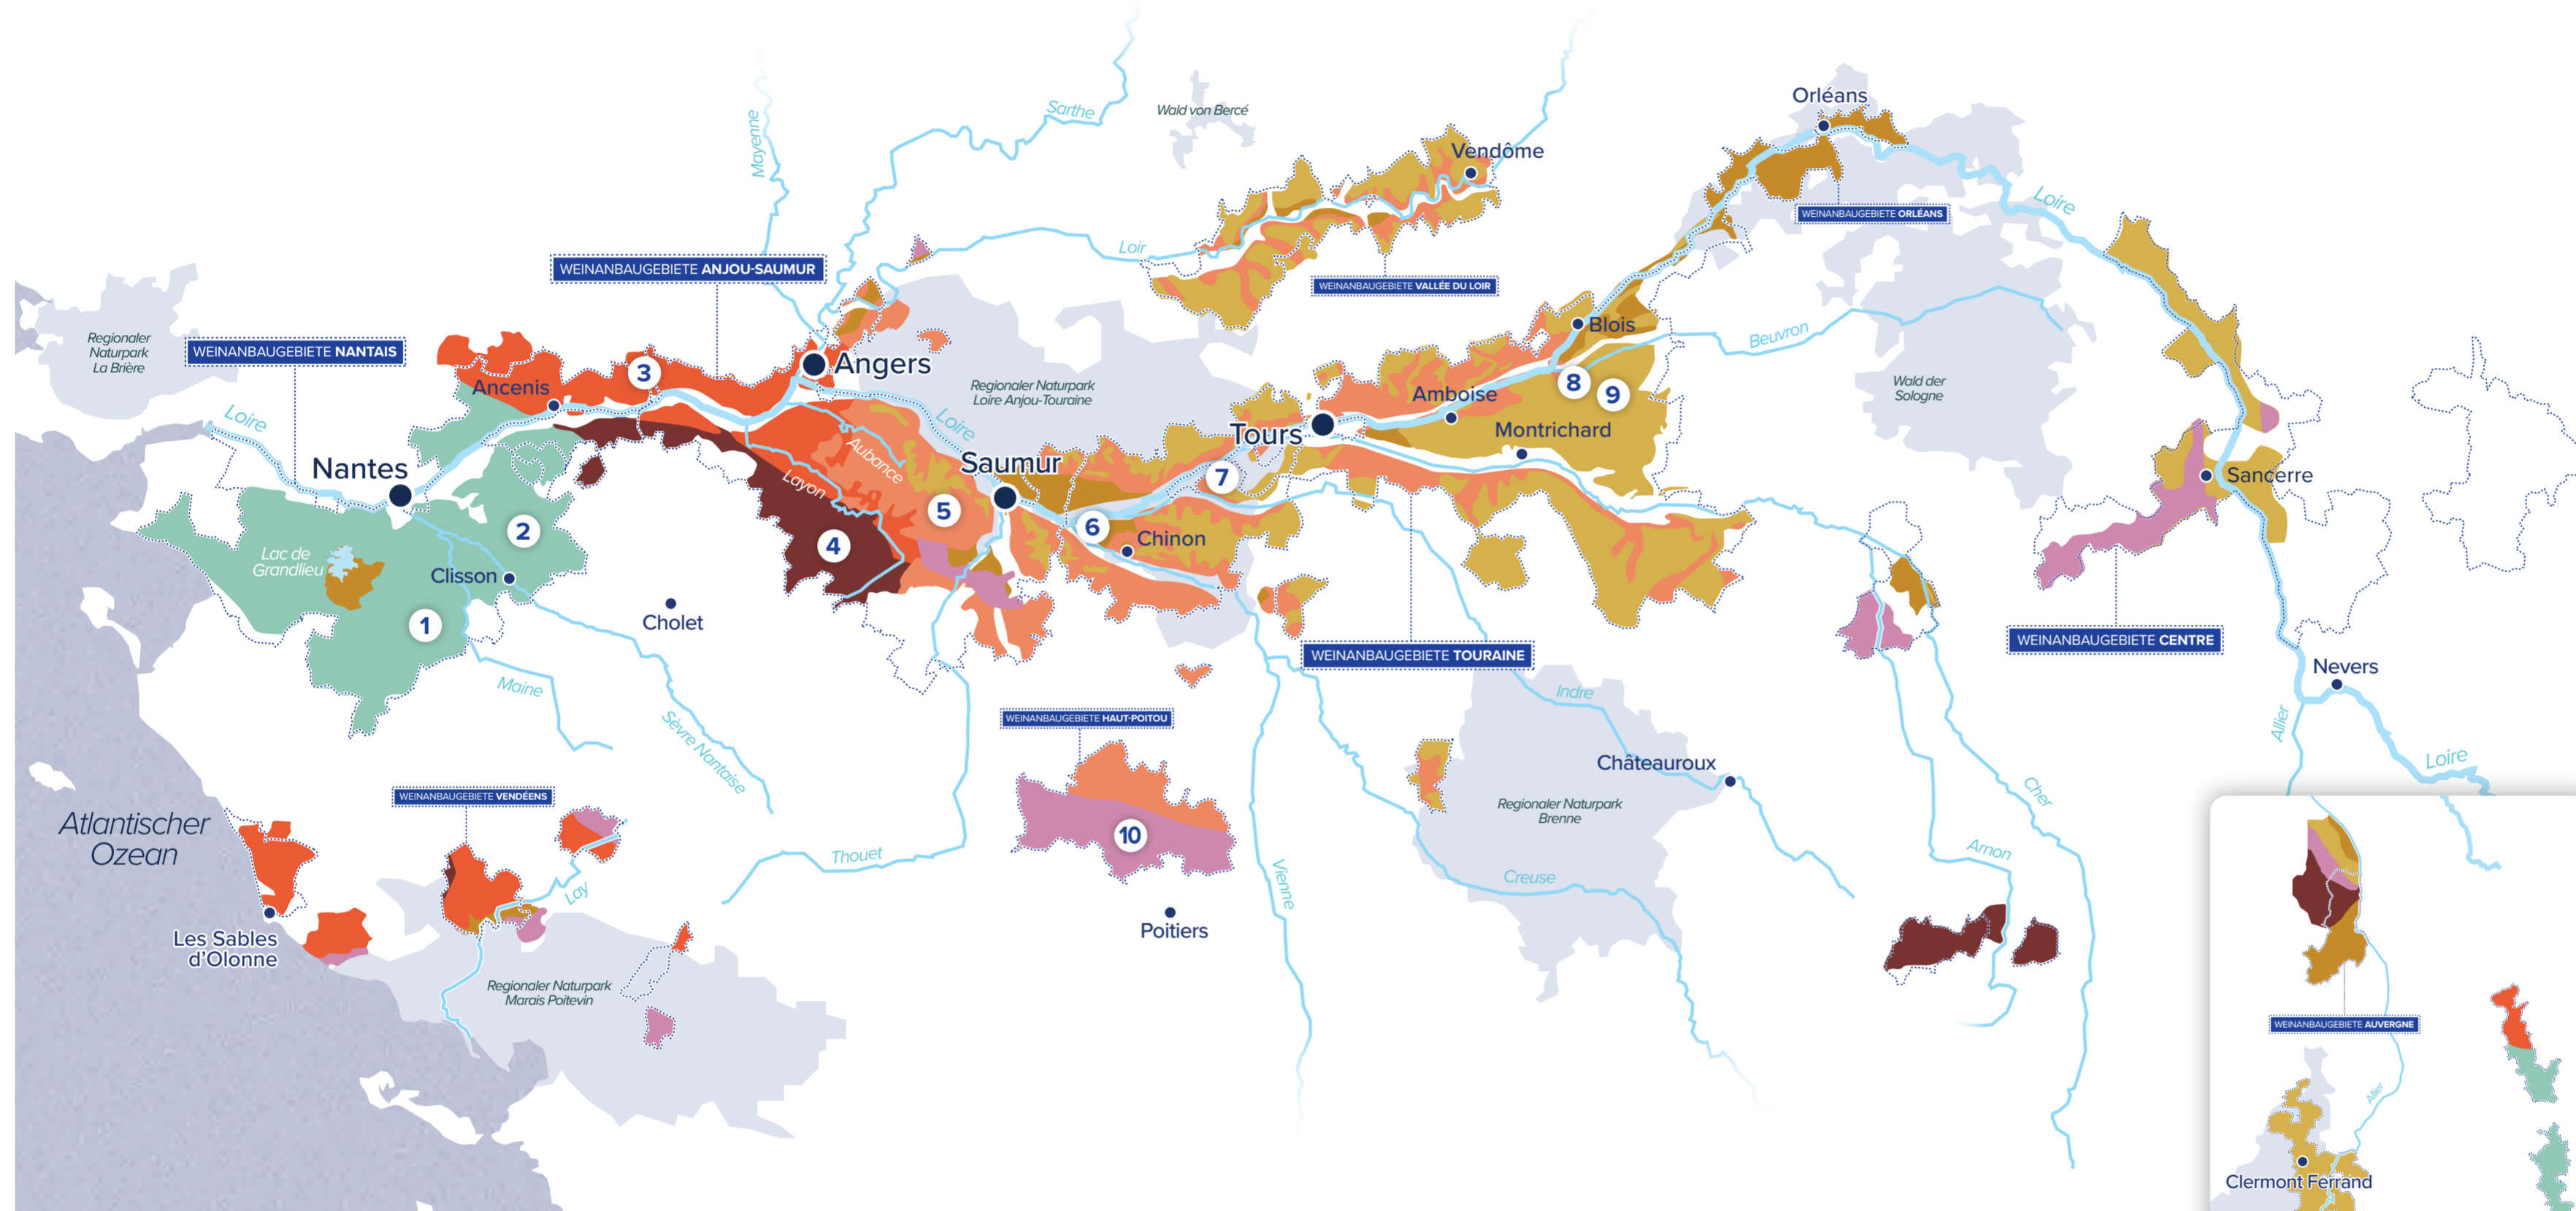 Orléans
Mayenne
Sarthe
Wald von Bercé
Vendôme
Loire
WEINANBAUGEBIETE ORLÉANS
Loir
WEINANBAUGEBIETE ANJOU-SAUMUR
WEINANBAUGEBIETE VALLÉE DU LOIR
Regionaler
Naturpark
La Brière
WEINANBAUGEBIETE NANTAIS
Blois
Beuvron
Angers
3
Ancenis
Regionaler Naturpark
Loire Anjou-Touraine
8
9
Amboise
Wald der
Sologne
Loire
Loire
Tours
Montrichard
Aubance
Nantes
Saumur
Layon
7
Sancerre
5
6
2
4
Chinon
Lac de
Grandlieu
Clisson
1
Cholet
WEINANBAUGEBIETE TOURAINE
WEINANBAUGEBIETE CENTRE
Maine
Nevers
Indre
Sèvre Nantaise
WEINANBAUGEBIETE HAUT-POITOU
Allier
Loire
Châteauroux
WEINANBAUGEBIETE VENDÉENS
Cher
Regionaler Naturpark
Brenne
Atlantischer
Ozean
10
Thouet
Arnon
Creuse
Vienne
Lay
Poitiers
Les Sables
d'Olonne
Regionaler Naturpark
Marais Poitevin
WEINANBAUGEBIETE AUVERGNE
Allier
Clermont Ferrand